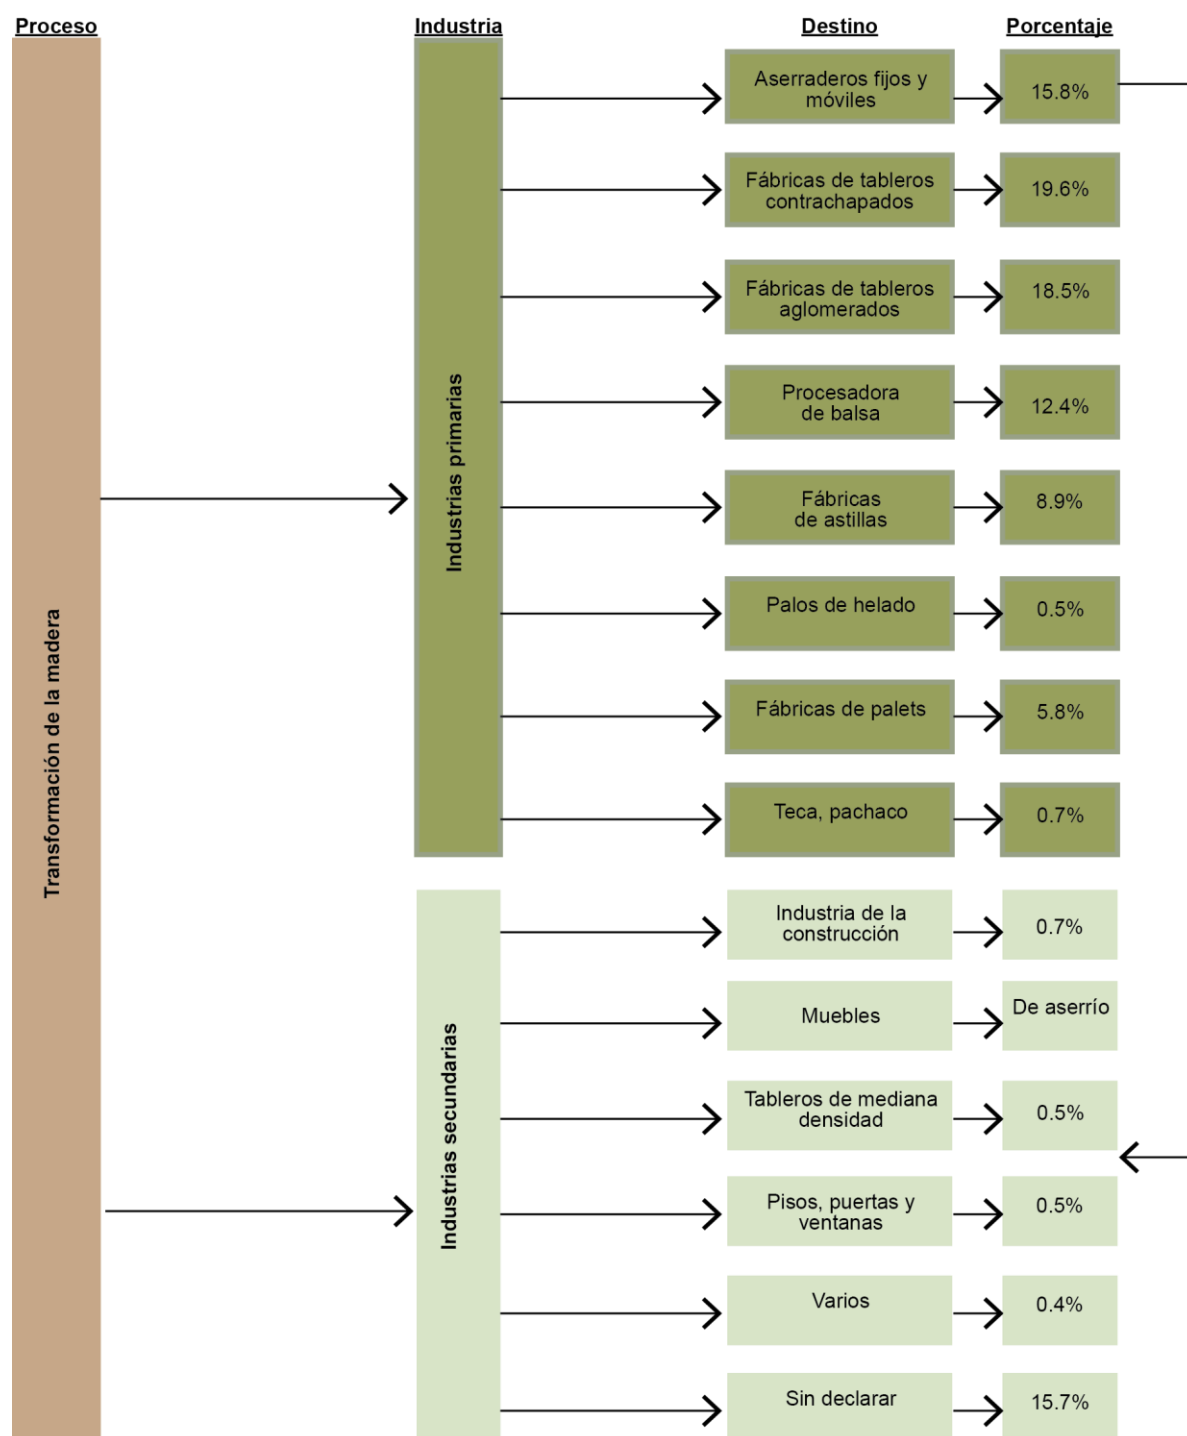 Proceso
Industria
Destino
Porcentaje
Transformación de la madera
Industrias primarias
Aserraderos fijos y
móviles
15.8%
Fábricas de tableros
contrachapados
19.6%
Fábricas de tableros
aglomerados
18.5%
Procesadora
de balsa
12.4%
Fábricas
de astillas
8.9%
Palos de helado
0.5%
Fábricas de palets
5.8%
Teca, pachaco
0.7%
Industrias secundarias
Industria de la
construcción
0.7%
Muebles
De aserrío
Tableros de mediana
densidad
0.5%
Pisos, puertas y
ventanas
0.5%
Varios
0.4%
Sin declarar
15.7%